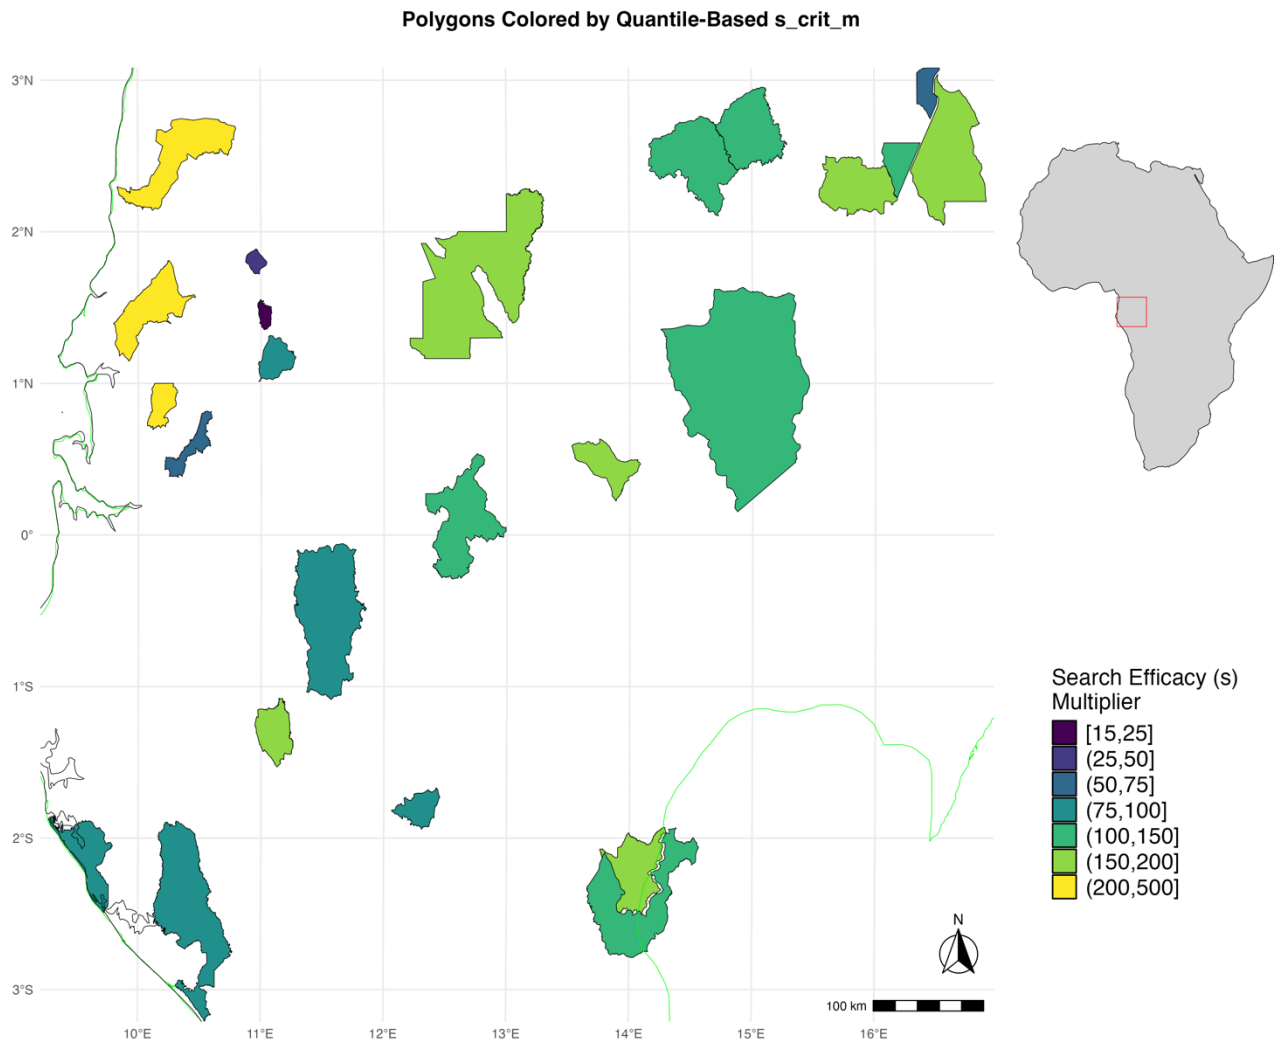 Polygons Colored by Quantile-Based s_crit_m
3°N
2°N
1°N
0°
1°S
2°S
3°S
10°E
11°E
12°E
13°E
14°E
15°E
16°E
N
100 km
Search Efficacy (s)
Multiplier
[15,25]
(25,50]
(50,75]
(75,100]
(100,150]
(150,200]
(200,500]